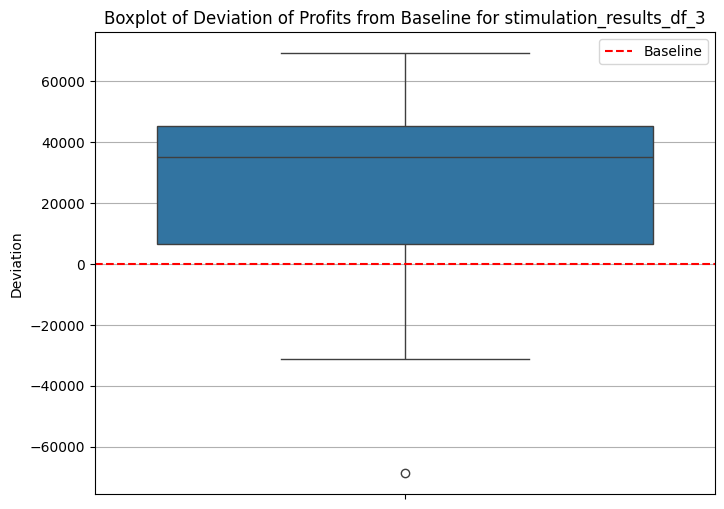 Boxplot of Deviation of Profits from Baseline for stimulation_results_df_3
Baseline
60000
40000
20000
0
−20000
−40000
−60000
Deviation